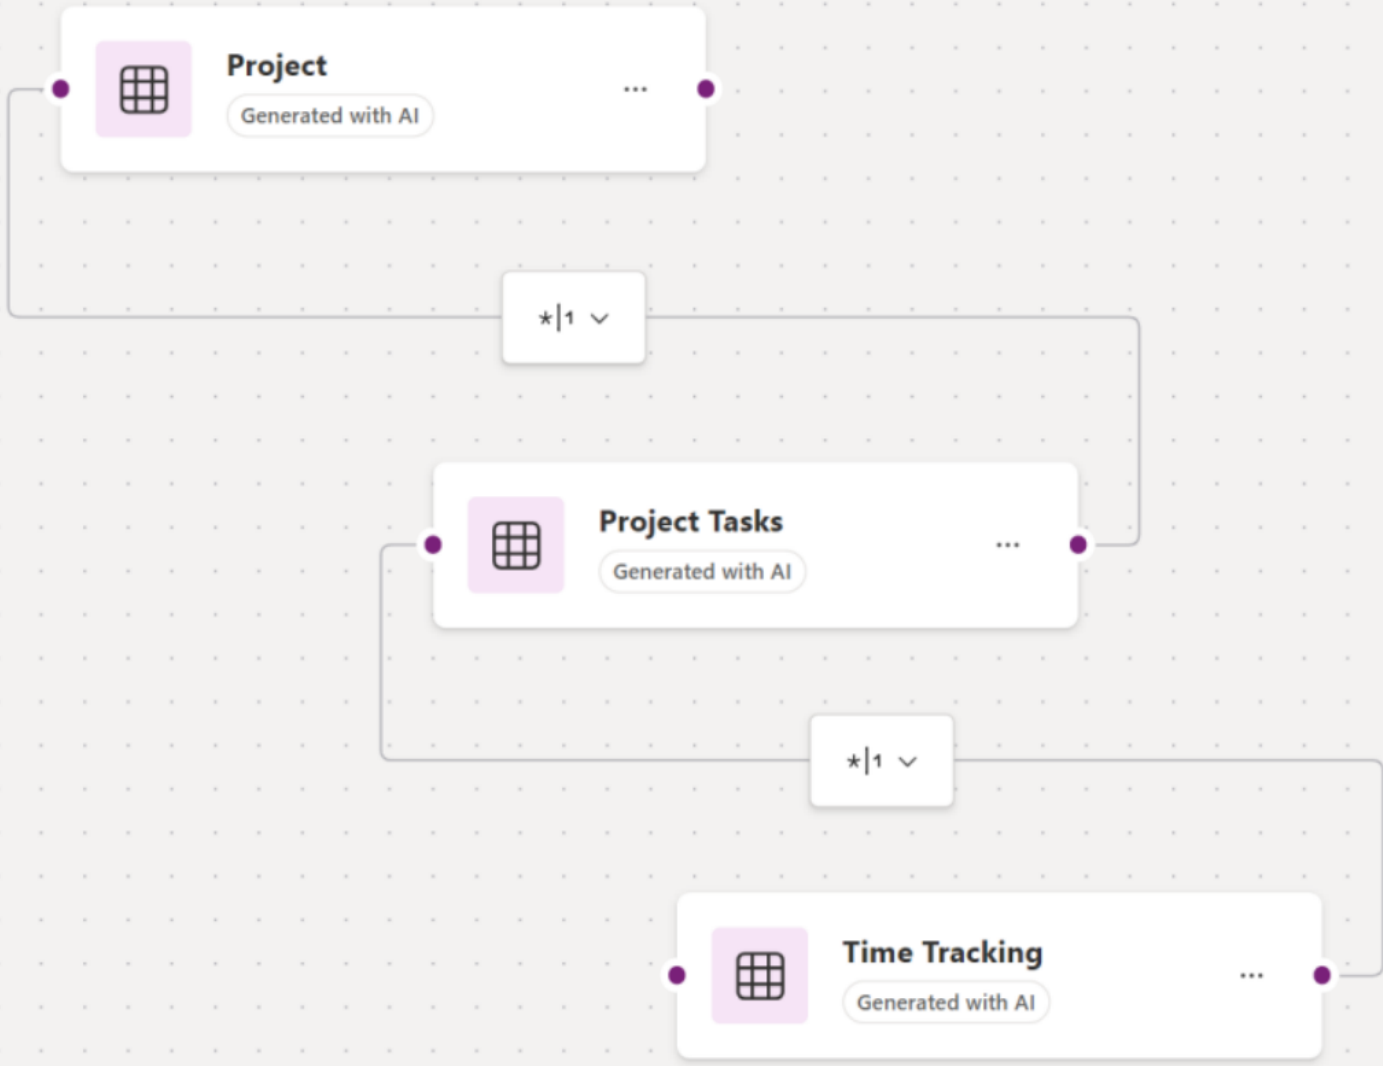 Project
...
Generated with AI
*|1
Project Tasks
...
Generated with AI
*|1
Time Tracking
...
Generated with AI